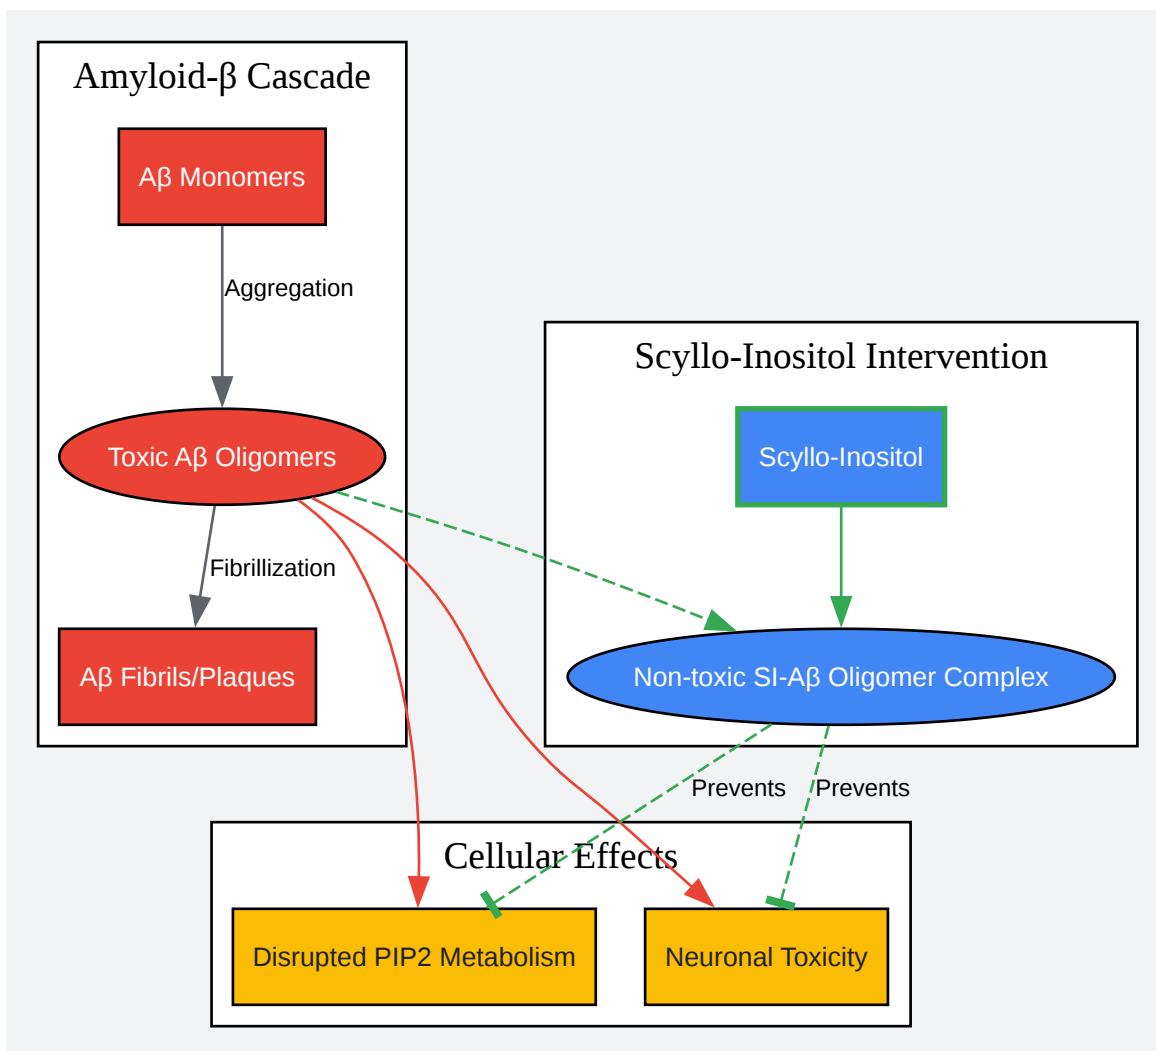 Amyloid-β Cascade
Aβ Monomers
Aggregation
Scyllo-Inositol Intervention
Toxic Aβ Oligomers
Scyllo-Inositol
Fibrillization
Aβ Fibrils/Plaques
Non-toxic SI-Aβ Oligomer Complex
Prevents
Prevents
Cellular Effects
Disrupted PIP2 Metabolism
Neuronal Toxicity